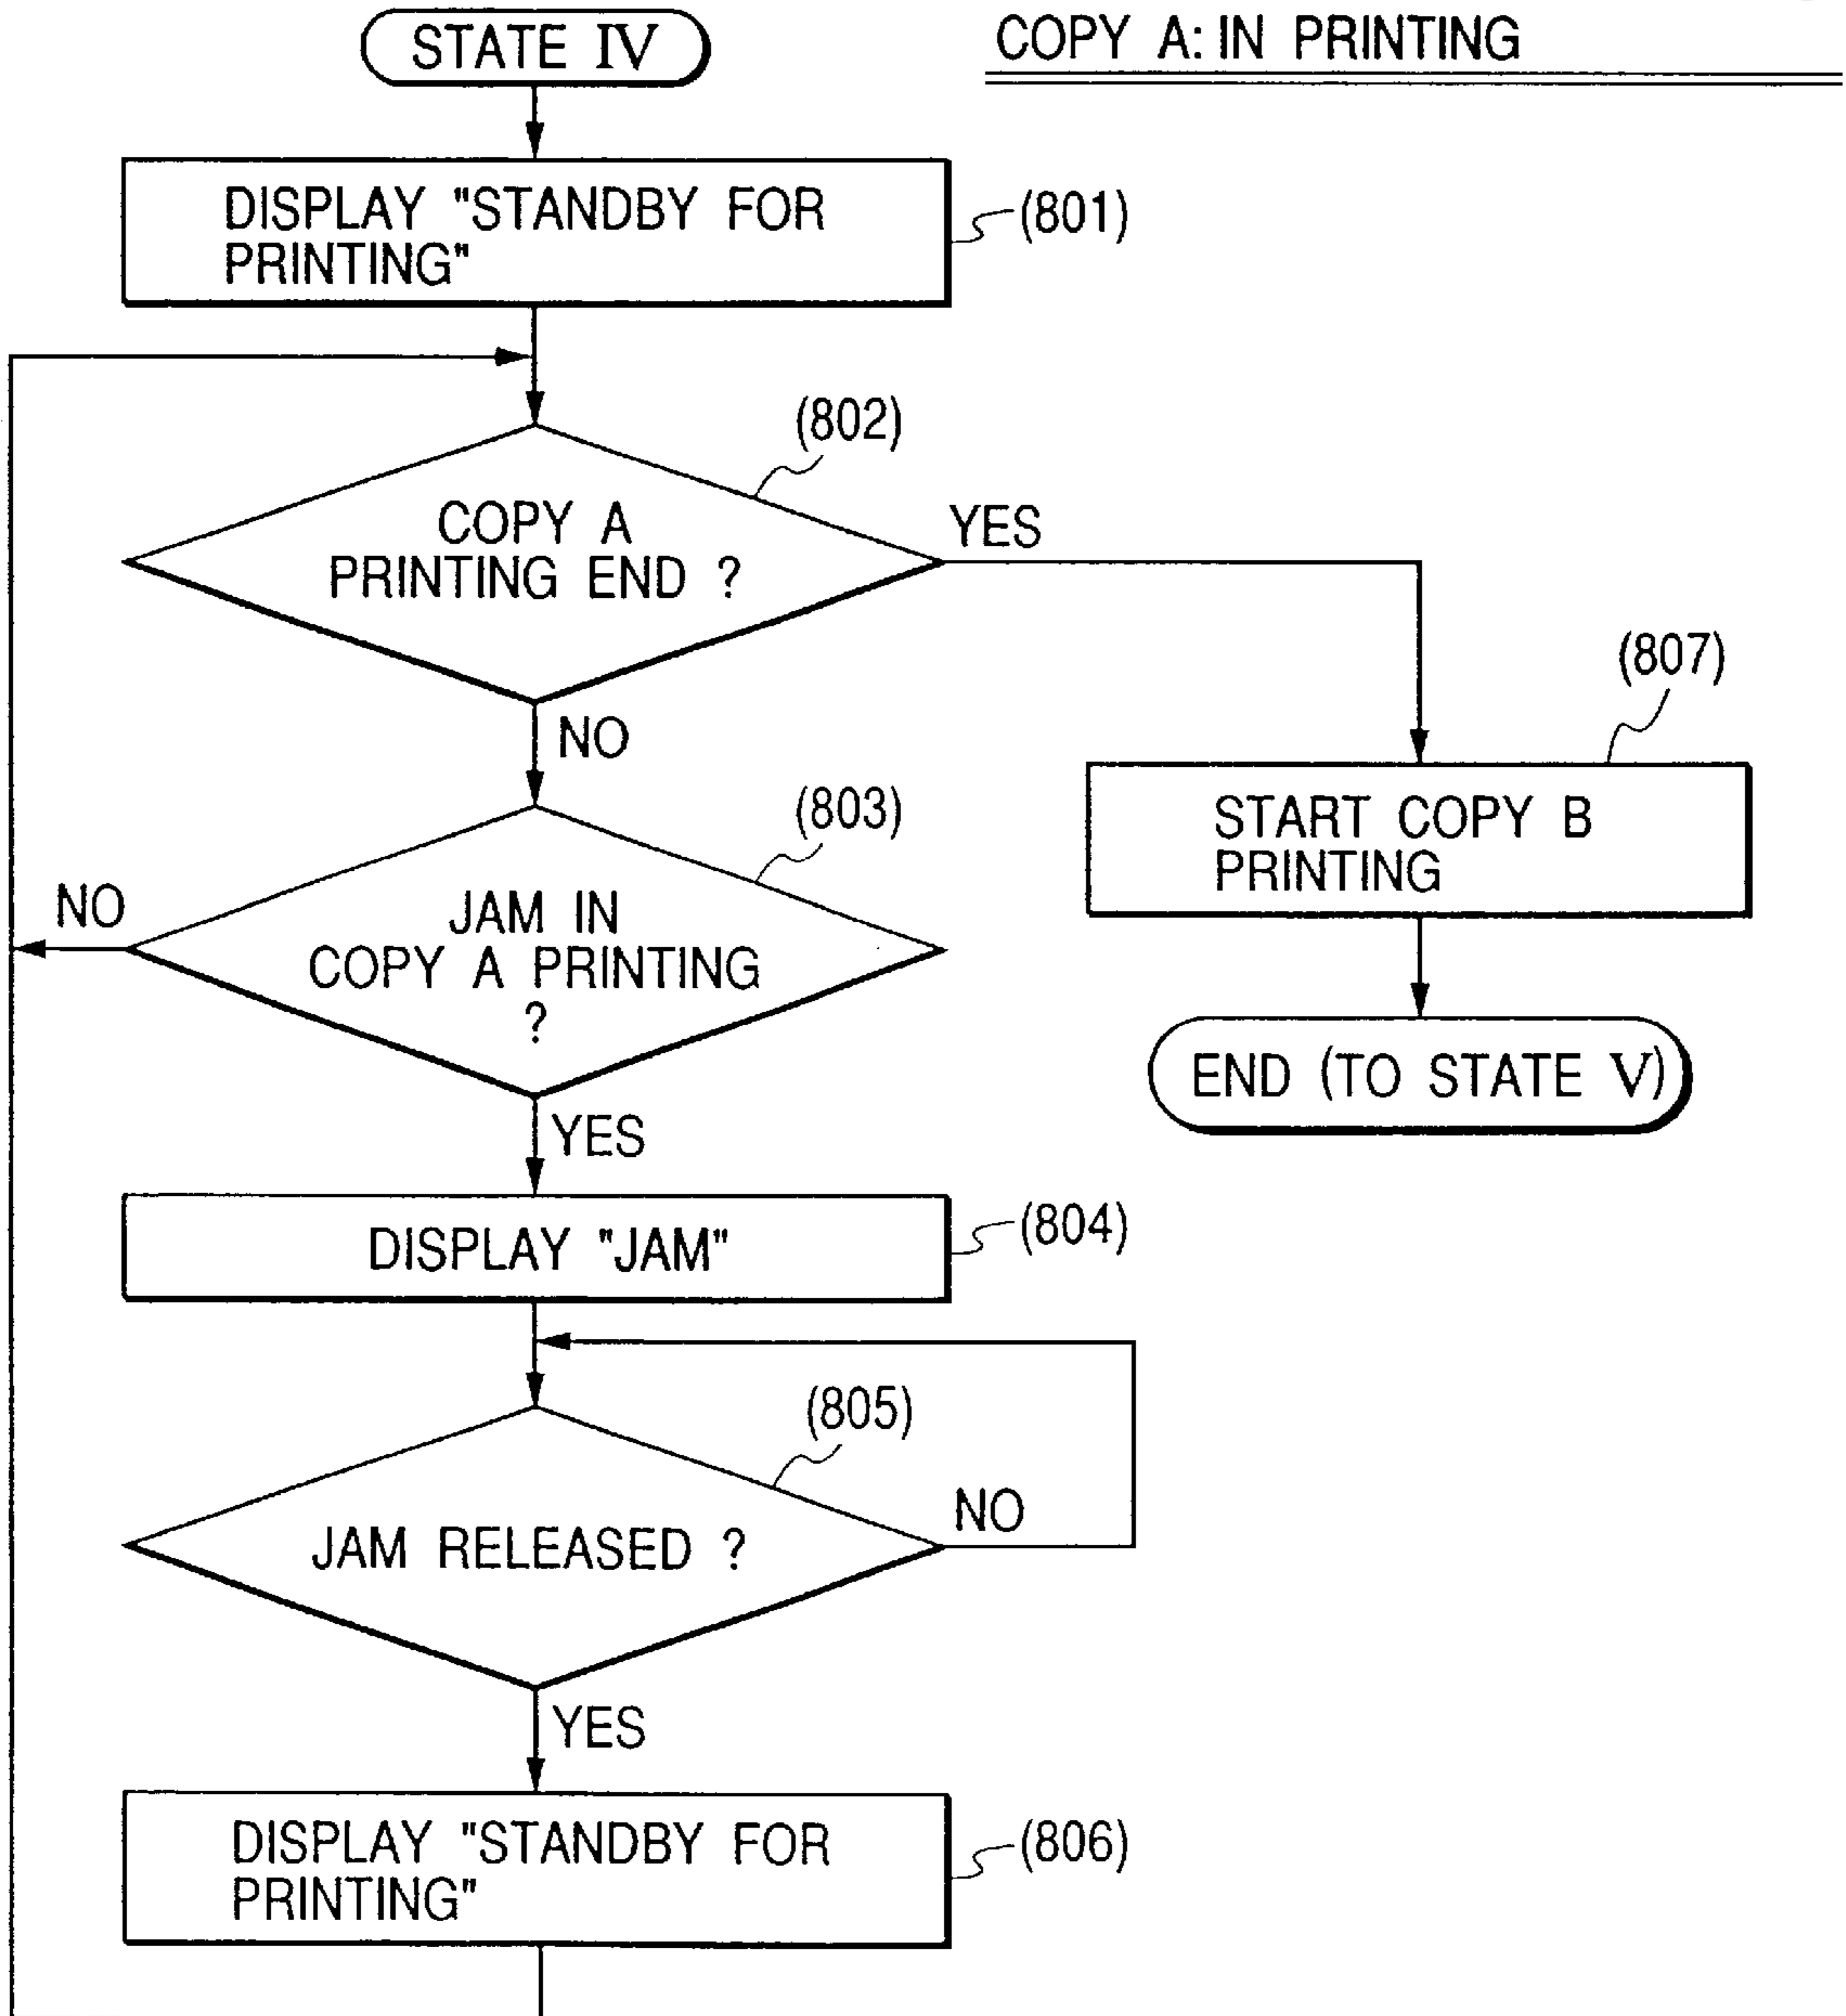 STATE IV
COPY A: IN PRINTING
DISPLAY "STANDBY FOR
PRINTING"
(801)
(802)
COPY A
PRINTING END ?
YES
NO
(807)
START COPY B
PRINTING
(803)
NO
JAM IN
COPY A PRINTING
?
YES
END (TO STATE V)
DISPLAY "JAM"
(804)
(805)
JAM RELEASED ?
NO
YES
DISPLAY "STANDBY FOR
PRINTING"
(806)